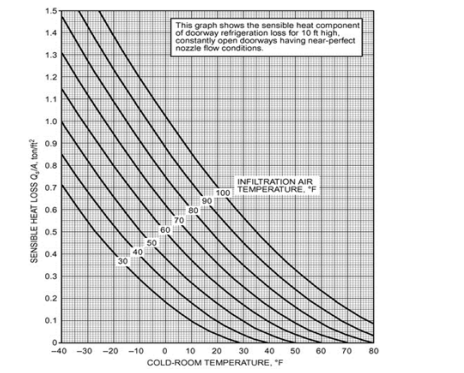 This graph shows the sensible heat component
of doorway refrigeration loss for 10 ft high,
constantly open doorways having near-perfect
nozzle flow conditions.
SENSIBLE HEAT LOSS Qs/A, ton/ft²
1.5
1.4
1.3
1.2
1.1
1.0
0.9
0.8
0.7
0.6
0.5
0.4
0.3
0.2
0.1
0
INFILTRATION AIR
TEMPERATURE, °F
100
90
80
70
60
50
40
30
–40 –30 –20 –10 0 10 20 30 40 50 60 70 80
COLD-ROOM TEMPERATURE, °F